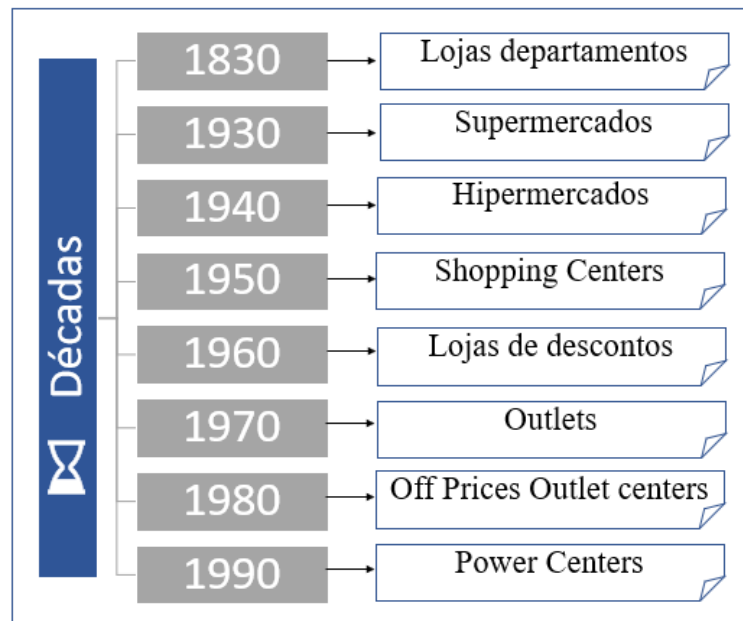 Décadas
1830
Lojas departamentos
1930
Supermercados
1940
Hipermercados
1950
Shopping Centers
1960
Lojas de descontos
1970
Outlets
1980
Off Prices Outlet centers
1990
Power Centers